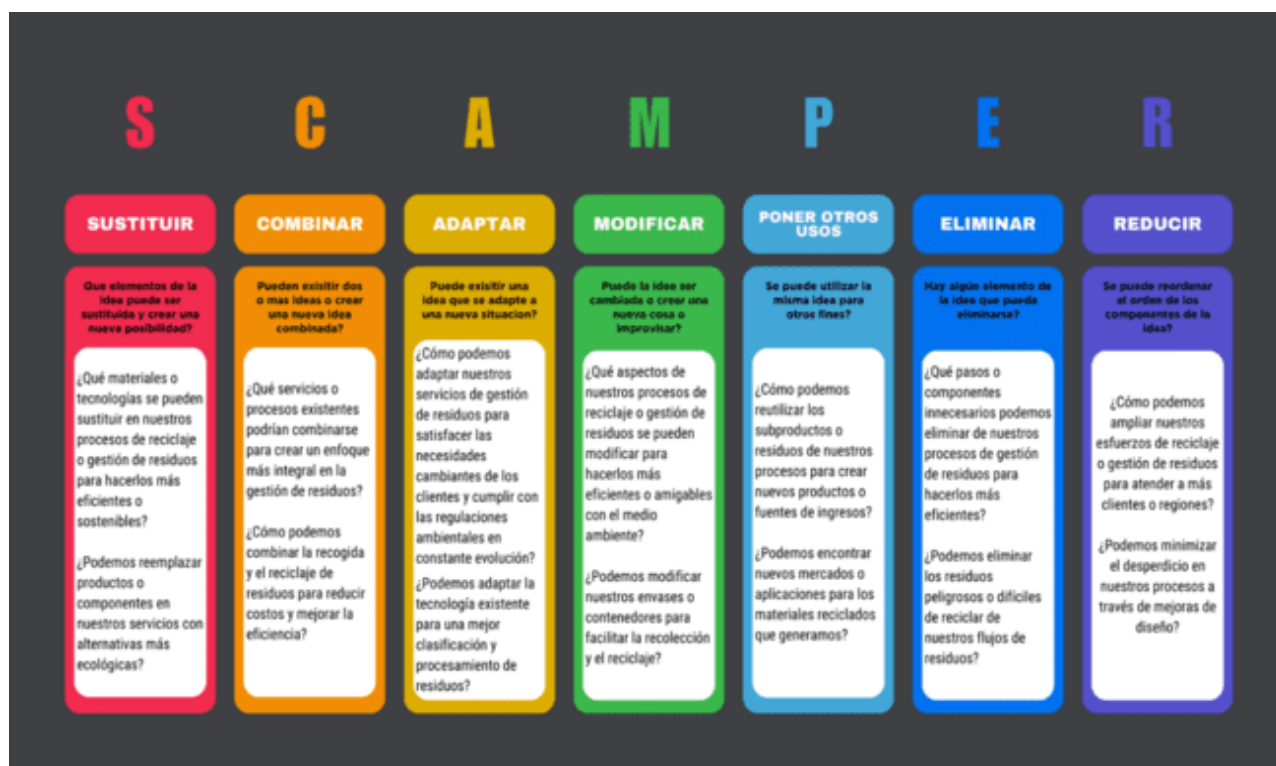 S
C
A
M
P
E
R
SUSTITUIR
Que elementos de la
idea puede ser
sustituida y crear una
nueva posibilidad?
¿Qué materiales o
tecnologías se pueden
sustituir en nuestros
procesos de reciclaje
o gestión de residuos
para hacerlos más
eficientes o
sostenibles?
¿Podemos reemplazar
productos o
componentes en
nuestros servicios con
alternativas más
ecológicas?
COMBINAR
Pueden exisitir dos
o mas ideas o crear
una nueva idea
combinada?
¿Qué servicios o
procesos existentes
podrían combinarse
para crear un enfoque
más integral en la
gestión de residuos?
¿Cómo podemos
combinar la recogida
y el reciclaje de
residuos para reducir
costos y mejorar la
eficiencia?
ADAPTAR
Puede exisitir una
idea que se adapte a
una nueva situacion?
¿Cómo podemos
adaptar nuestros
servicios de gestión
de residuos para
satisfacer las
necesidades
cambiantes de los
clientes y cumplir con
las regulaciones
ambientales en
constante evolución?
¿Podemos adaptar la
tecnología existente
para una mejor
clasificación y
procesamiento de
residuos?
MODIFICAR
Puede la idea ser
cambiada o crear una
nueva cosa o
improvisar?
¿Qué aspectos de
nuestros procesos de
reciclaje o gestión de
residuos se pueden
modificar para
hacerlos más
eficientes o amigables
con el medio
ambiente?
¿Podemos modificar
nuestros envases o
contenedores para
facilitar la recolección
y el reciclaje?
PONER OTROS
USOS
Se puede utilizar la
misma idea para
otros fines?
¿Cómo podemos
reutilizar los
subproductos o
residuos de nuestros
procesos para crear
nuevos productos o
fuentes de ingresos?
¿Podemos encontrar
nuevos mercados o
aplicaciones para los
materiales reciclados
que generamos?
ELIMINAR
Hay algún elemento de
la idea que pueda
eliminarse?
¿Qué pasos o
componentes
innecesarios podemos
eliminar de nuestros
procesos de gestión
de residuos para
hacerlos más
eficientes?
¿Podemos eliminar
los residuos
peligrosos o difíciles
de reciclar de
nuestros flujos de
residuos?
REDUCIR
Se puede reordenar
el orden de los
componentes de la
idea?
¿Cómo podemos
ampliar nuestros
esfuerzos de reciclaje
o gestión de residuos
para atender a más
clientes o regiones?
¿Podemos minimizar
el desperdicio en
nuestros procesos a
través de mejoras de
diseño?